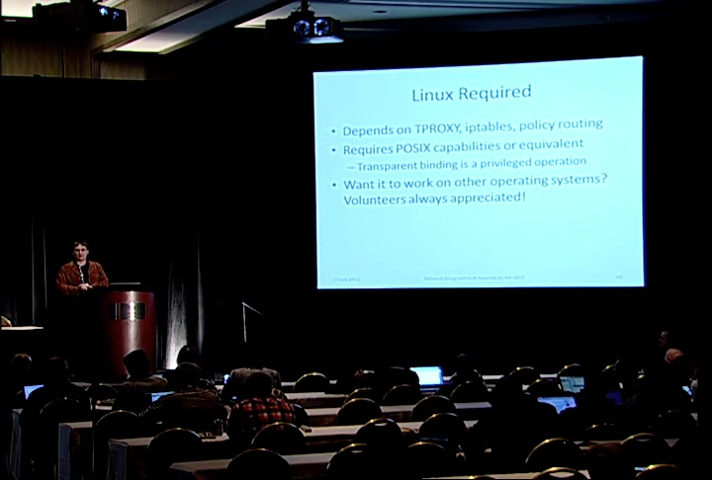 Linux Required
• Depends on TPROXY, iptables, policy routing
• Requires POSIX capabilities or equivalent
– Transparent binding is a privileged operation
• Want it to work on other operating systems?
Volunteers always appreciated!